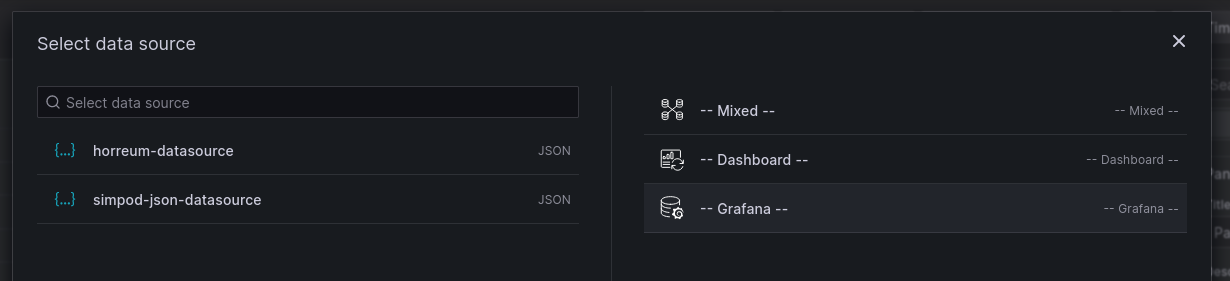 Select data source
Select data source
{...} horreum-datasource JSON
{...} simpod-json-datasource JSON
-- Mixed -- -- Mixed --
-- Dashboard -- -- Dashboard --
-- Grafana -- -- Grafana --